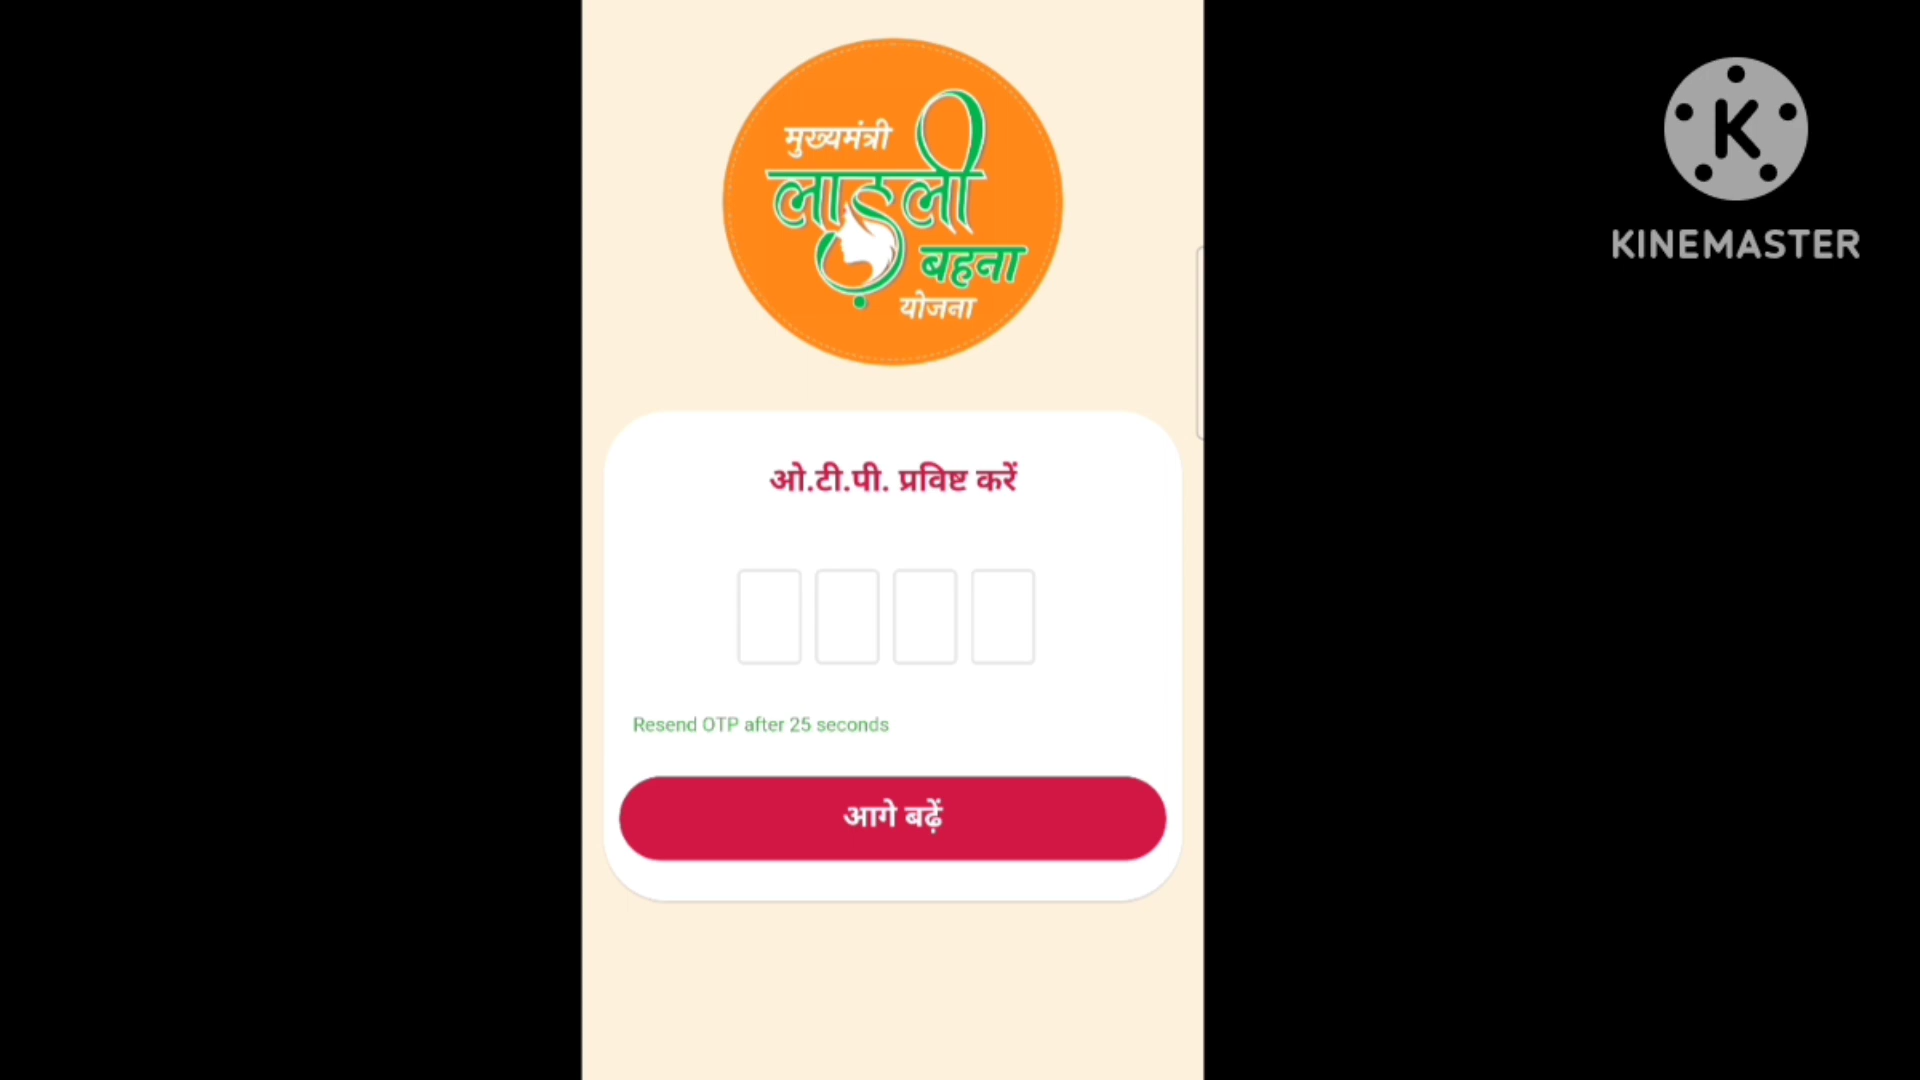 मुख्यमंत्री
लाड़ली
बहना
योजना
KINEMASTER
ओ.टी.पी. प्रविष्ट करें
Resend OTP after 25 seconds
आगे बढ़ें